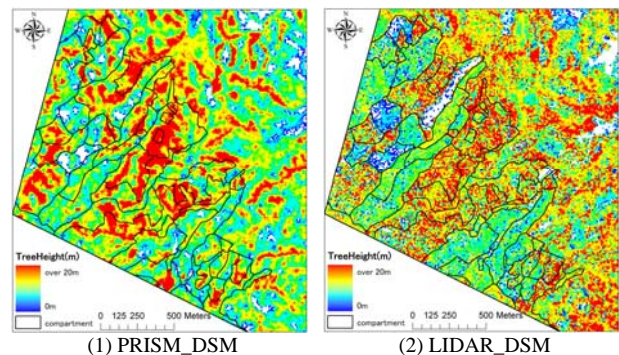 N
W E
S
TreeHeight(m)
over 20m
0m
compartment
0 125 250 500 Meters
(1) PRISM_DSM
N
W E
S
TreeHeight(m)
over 20m
0m
compartment
0 125 250 500 Meters
(2) LIDAR_DSM